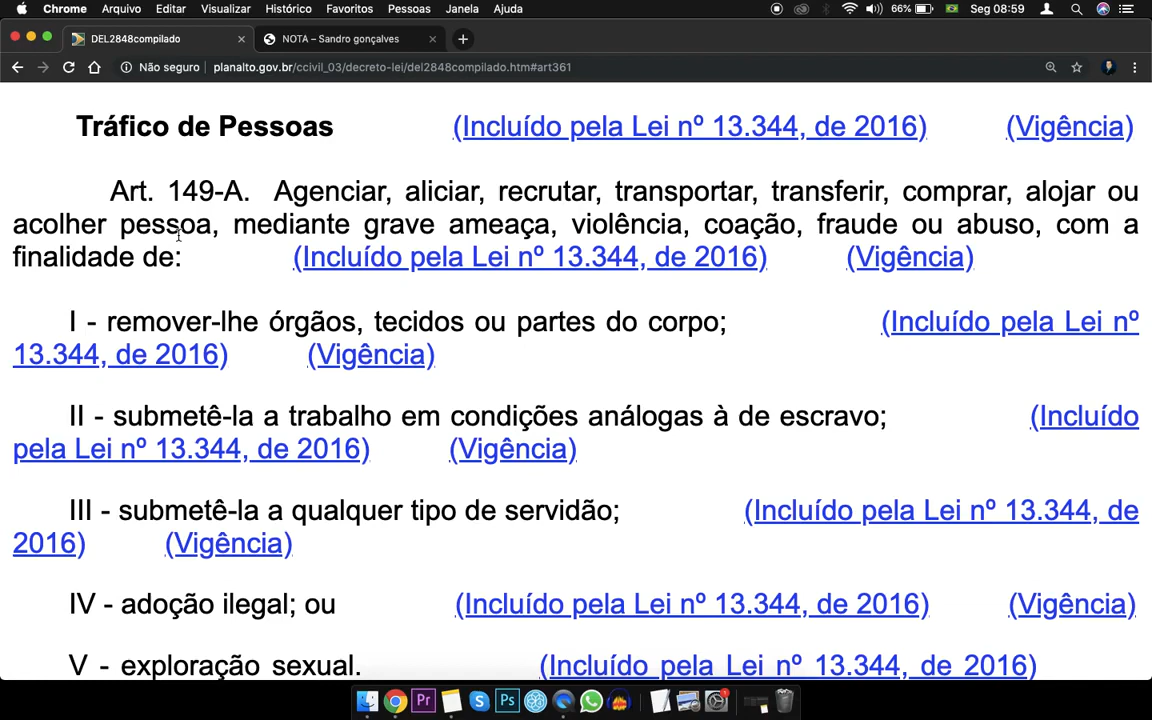 Chrome Arquivo Editar Visualizar Histórico Favoritos Pessoas Janela Ajuda 66% Seg 08:59
DEL2848compilado NOTA – Sandro gonçalves
Não seguro planalto.gov.br/ccivil_03/decreto-lei/del2848compilado.htm#art361
Tráfico de Pessoas (Incluído pela Lei nº 13.344, de 2016) (Vigência)
Art. 149-A. Agenciar, aliciar, recrutar, transportar, transferir, comprar, alojar ou
acolher pessoa, mediante grave ameaça, violência, coação, fraude ou abuso, com a
finalidade de: (Incluído pela Lei nº 13.344, de 2016) (Vigência)
I - remover-lhe órgãos, tecidos ou partes do corpo; (Incluído pela Lei nº
13.344, de 2016) (Vigência)
II - submetê-la a trabalho em condições análogas à de escravo; (Incluído
pela Lei nº 13.344, de 2016) (Vigência)
III - submetê-la a qualquer tipo de servidão; (Incluído pela Lei nº 13.344, de
2016) (Vigência)
IV - adoção ilegal; ou (Incluído pela Lei nº 13.344, de 2016) (Vigência)
V - exploração sexual. (Incluído pela Lei nº 13.344, de 2016)
Pr Ps